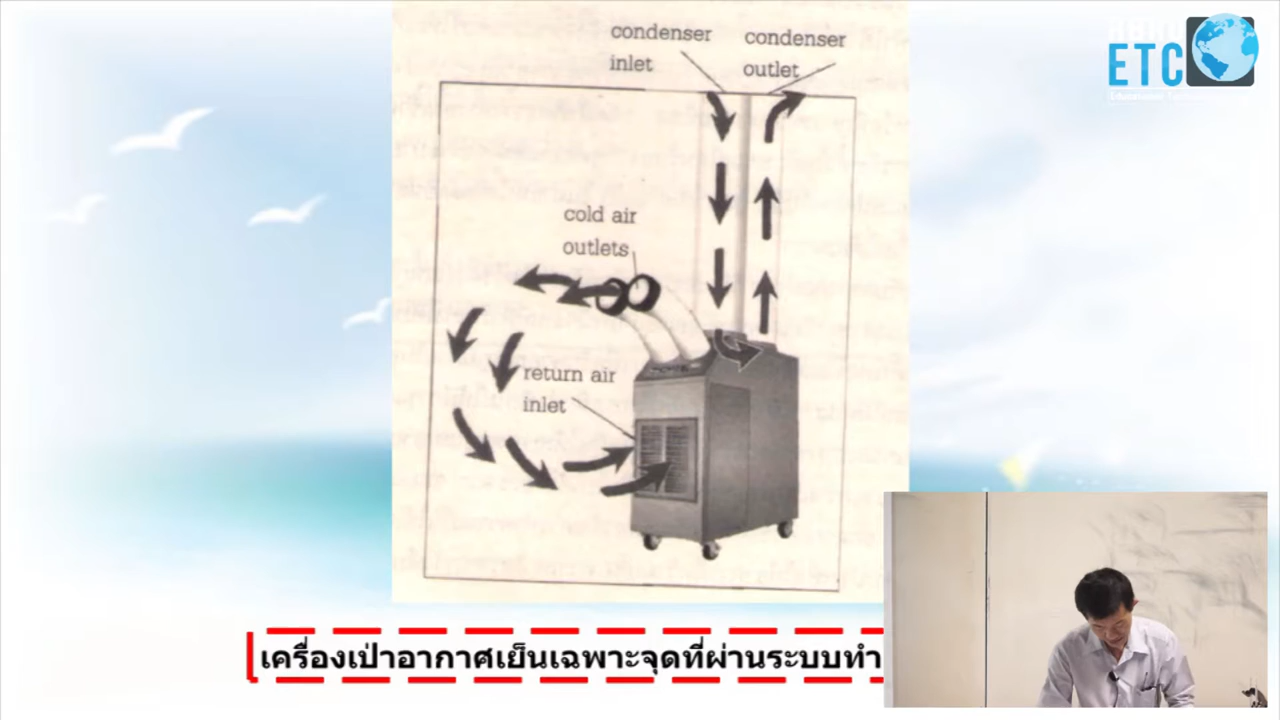 condenser
inlet
condenser
outlet
ETC
cold air
outlets
return air
inlet
เครื่องเป่าอากาศเย็นเฉพาะจุดที่ผ่านระบบทำ